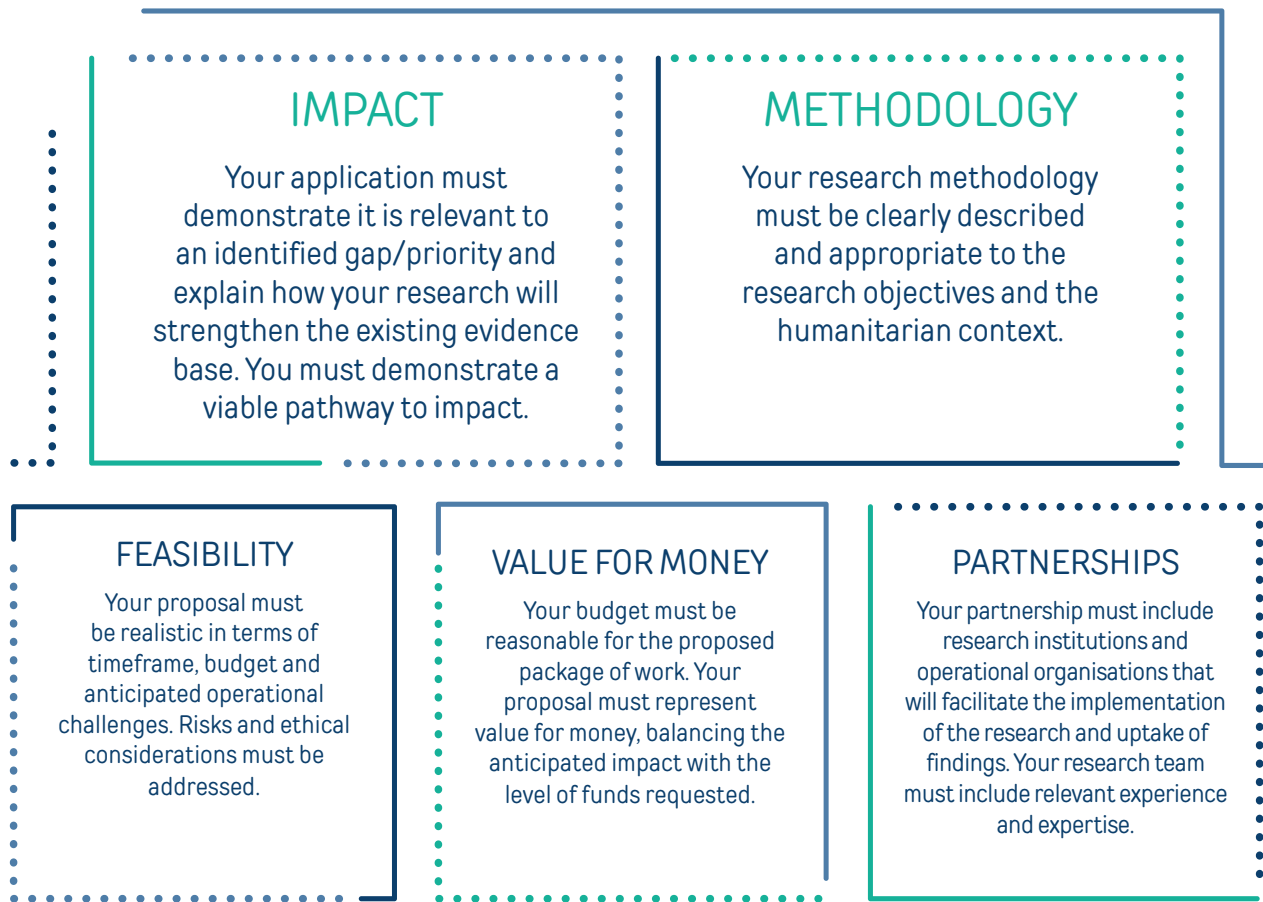 IMPACT
Your application must
demonstrate it is relevant to
an identified gap/priority and
explain how your research will
strengthen the existing evidence
base. You must demonstrate a
viable pathway to impact.
METHODOLOGY
Your research methodology
must be clearly described
and appropriate to the
research objectives and the
humanitarian context.
FEASIBILITY
Your proposal must
be realistic in terms of
timeframe, budget and
anticipated operational
challenges. Risks and ethical
considerations must be
addressed.
VALUE FOR MONEY
Your budget must be
reasonable for the proposed
package of work. Your
proposal must represent
value for money, balancing the
anticipated impact with the
level of funds requested.
PARTNERSHIPS
Your partnership must include
research institutions and
operational organisations that
will facilitate the implementation
of the research and uptake of
findings. Your research team
must include relevant experience
and expertise.